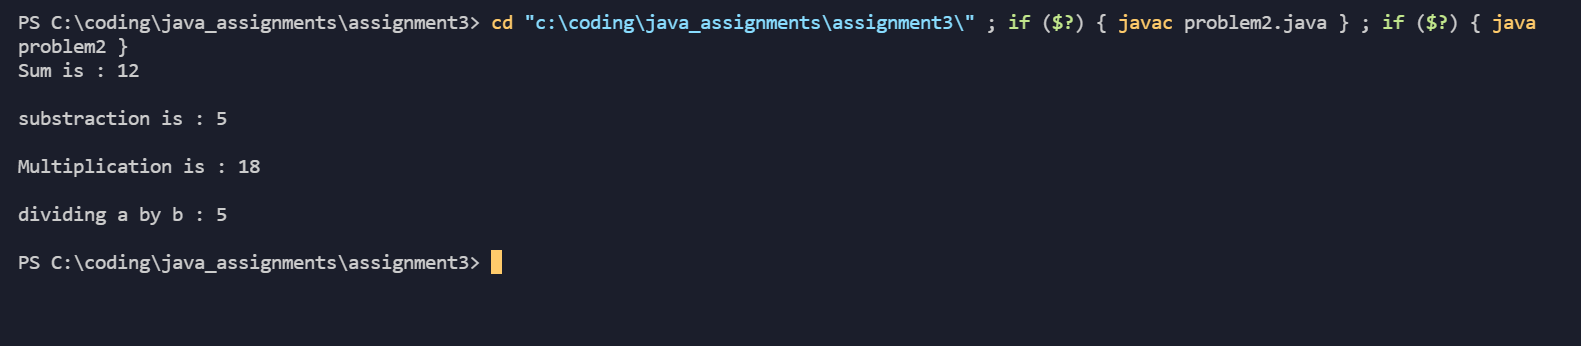 PS C:\coding\java_assignments\assignment3> cd "c:\coding\java_assignments\assignment3\" ; if ($?) { javac problem2.java } ; if ($?) { java
problem2 }
Sum is : 12
substraction is : 5
Multiplication is : 18
dividing a by b : 5
PS C:\coding\java_assignments\assignment3>